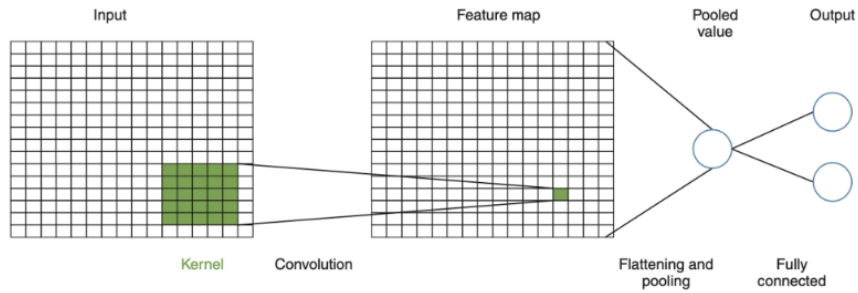 Input
Feature map
Pooled
value
Output
Kernel
Convolution
Flattening and
pooling
Fully
connected